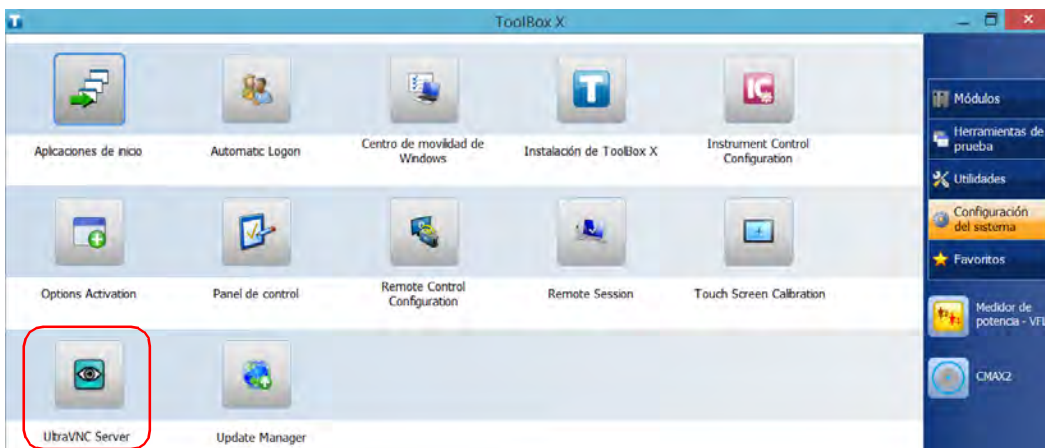 ToolBox X
Aplicaciones de inicio
Automatic Logon
Centro de movilidad de
Windows
Instalación de ToolBox X
Instrument Control
Configuration
Options Activation
Panel de control
Remote Control
Configuration
Remote Session
Touch Screen Calibration
UltraVNC Server
Update Manager
Módulos
Herramientas de
prueba
Utilidades
Configuración
del sistema
Favoritos
Medidor de
potencia - VFL
CMAX2